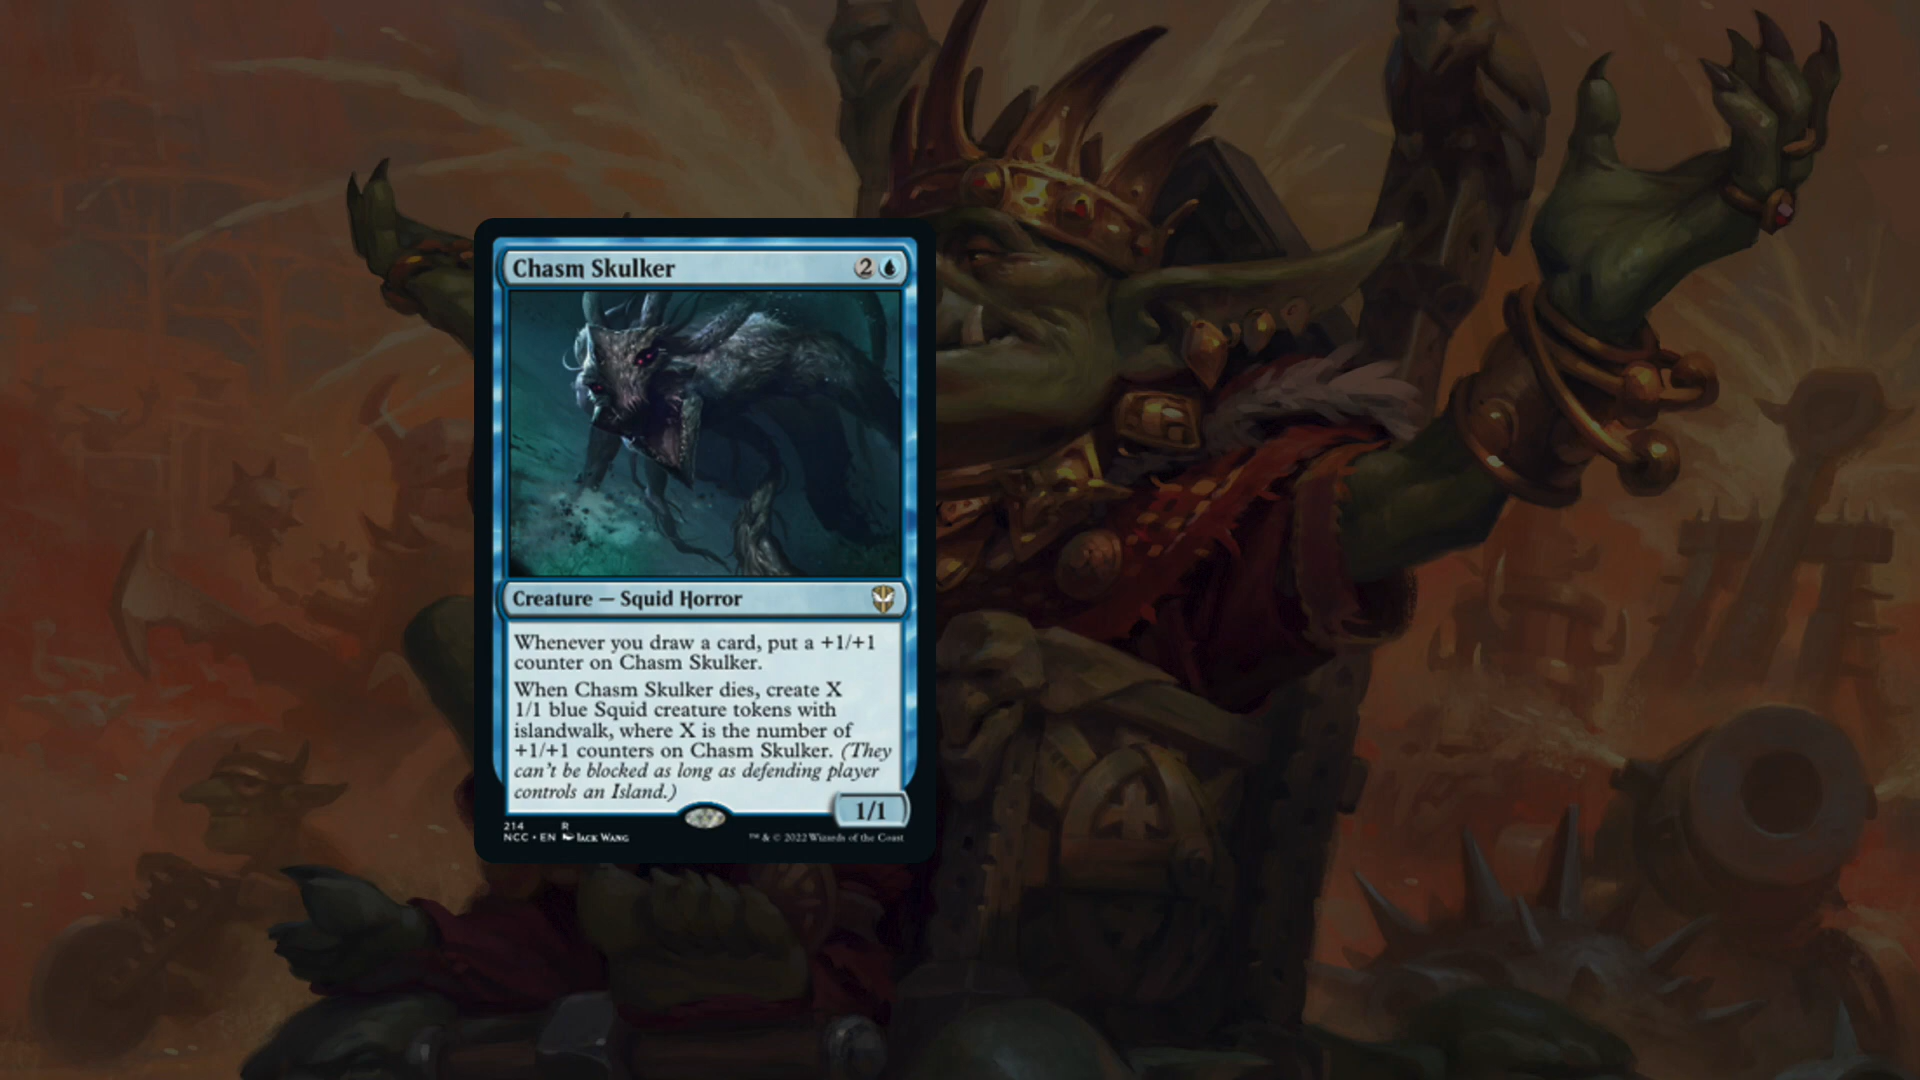 Chasm Skulker 2
Creature — Squid Horror
Whenever you draw a card, put a +1/+1
counter on Chasm Skulker.
When Chasm Skulker dies, create X
1/1 blue Squid creature tokens with
islandwalk, where X is the number of
+1/+1 counters on Chasm Skulker. (They
can't be blocked as long as defending player
controls an Island.)
1/1
214 R
NCC • EN Jack Wang
™ & © 2022 Wizards of the Coast